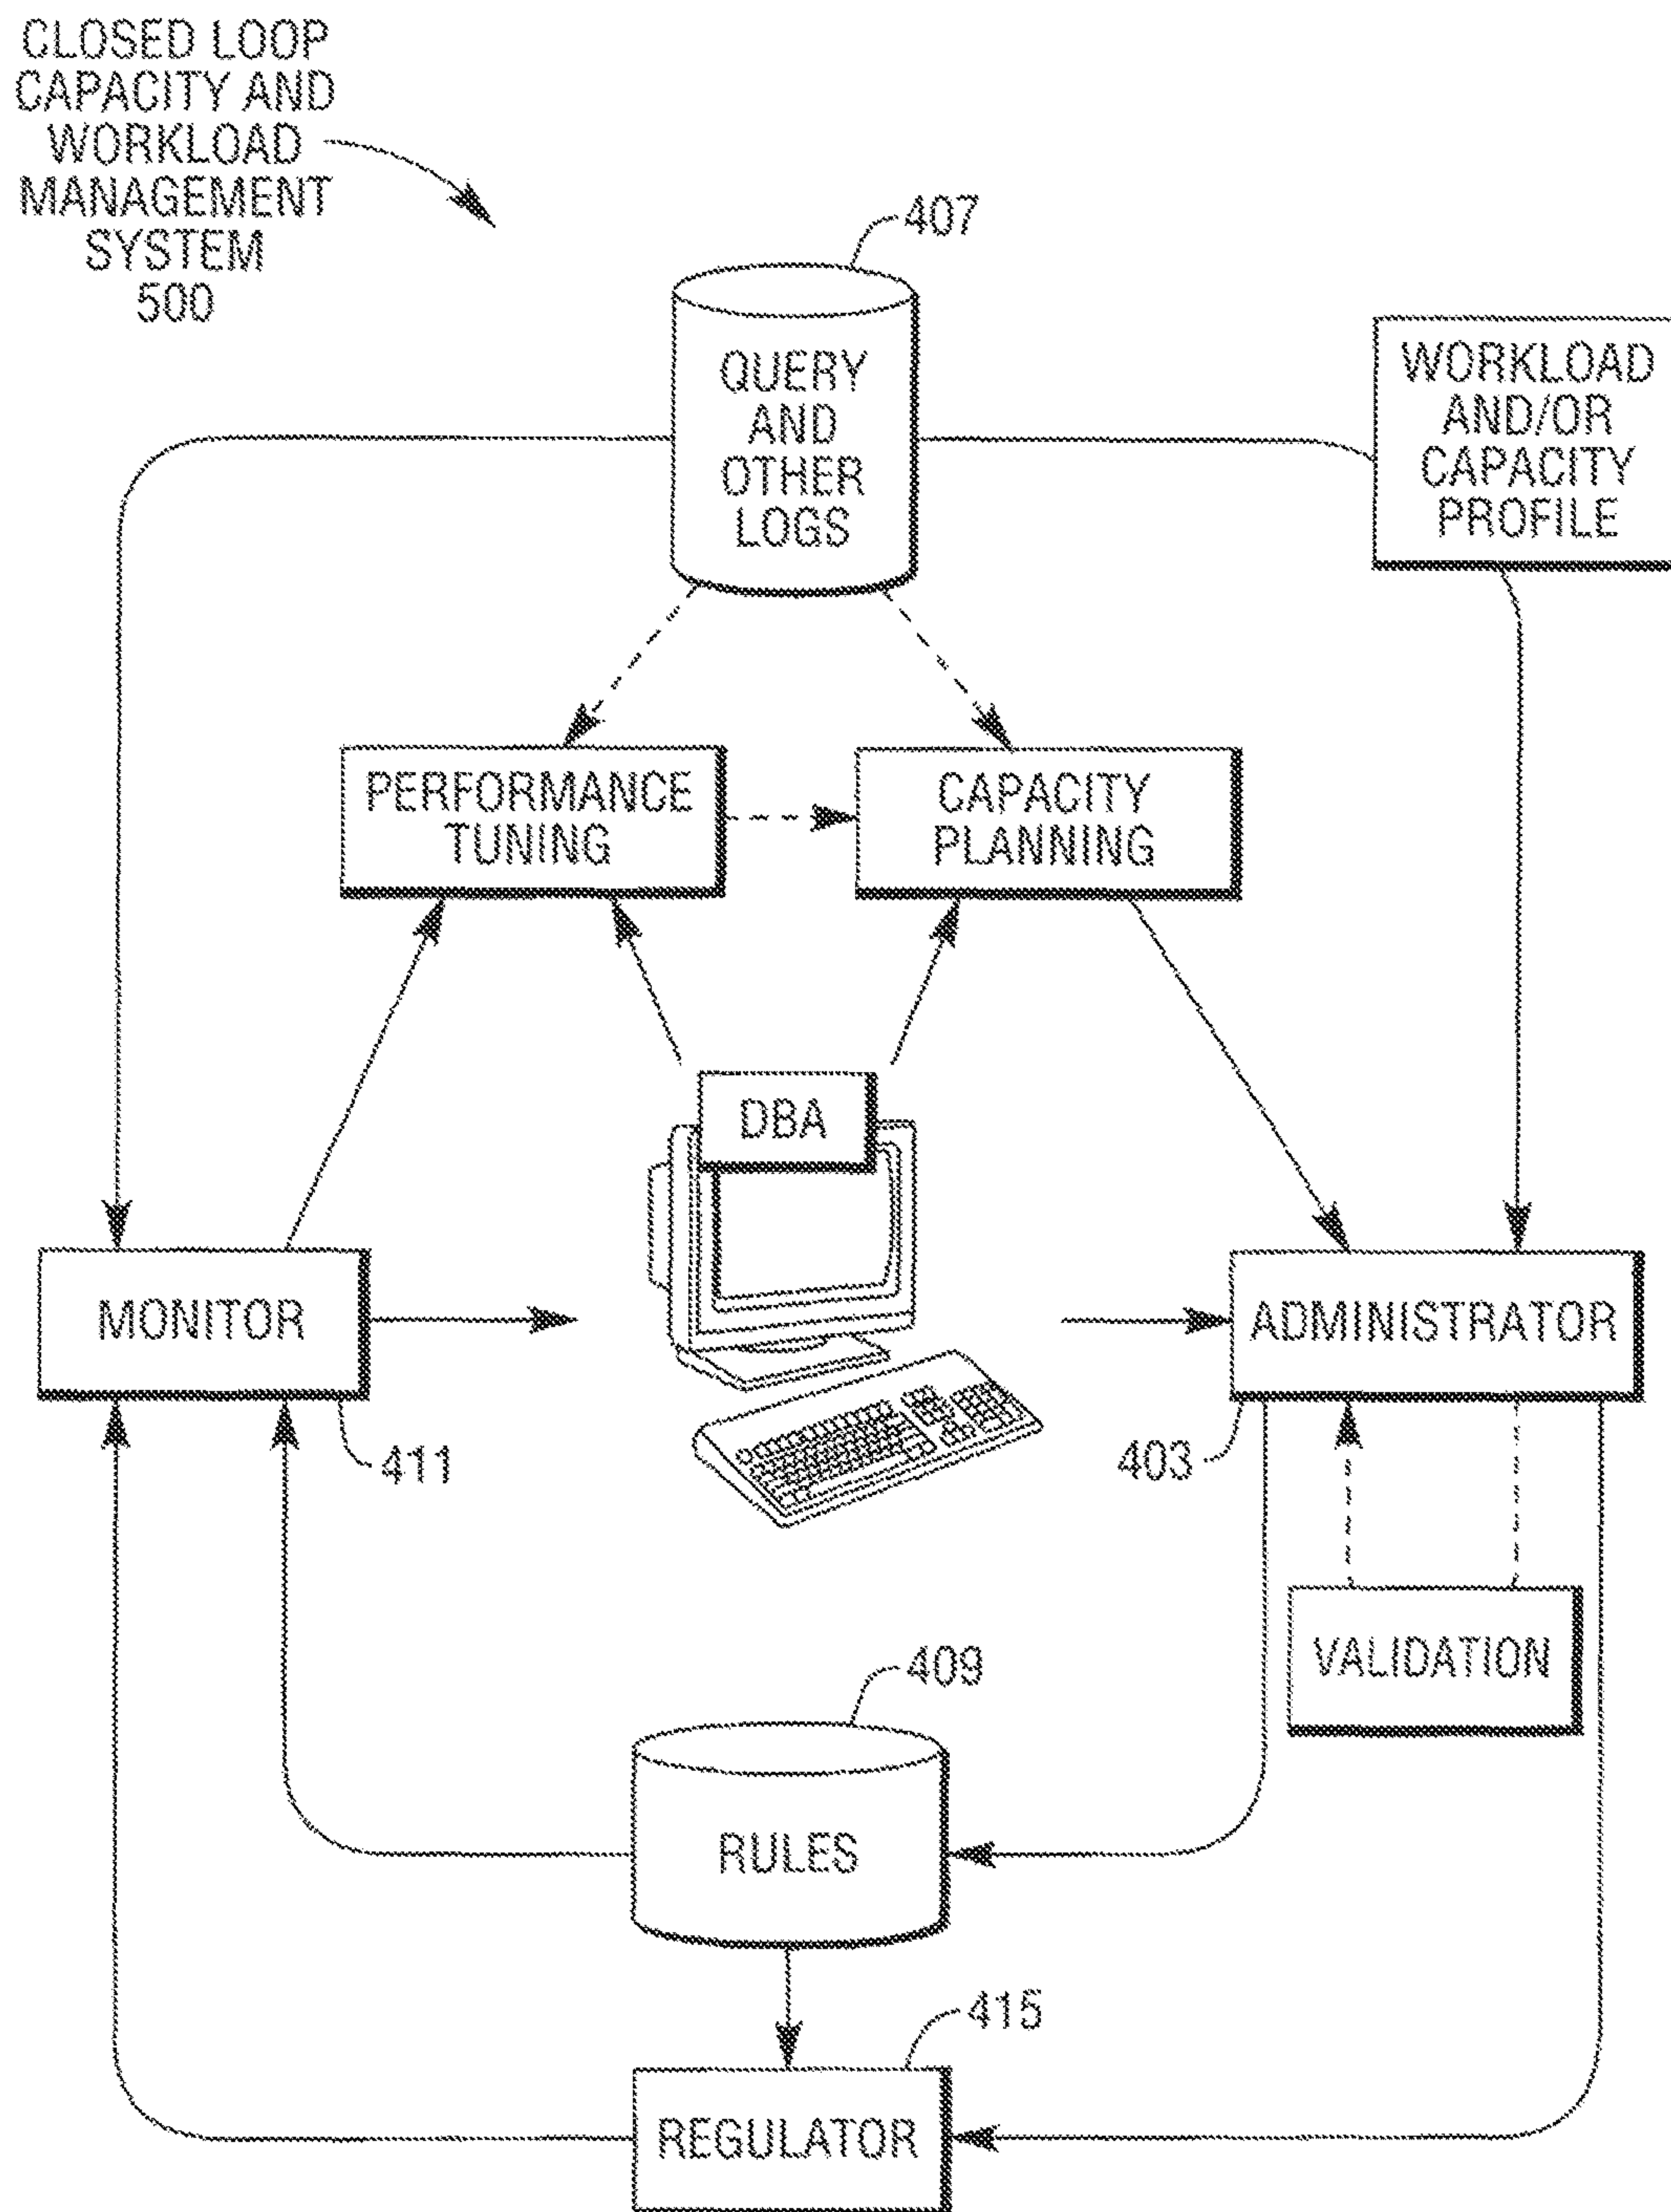 CLOSED LOOP
CAPACITY AND
WORKLOAD
MANAGEMENT
SYSTEM
500
407
QUERY
AND
OTHER
LOGS
WORKLOAD
AND/OR
CAPACITY
PROFILE
PERFORMANCE
TUNING
CAPACITY
PLANNING
DBA
MONITOR
ADMINISTRATOR
411
403
VALIDATION
409
RULES
415
REGULATOR